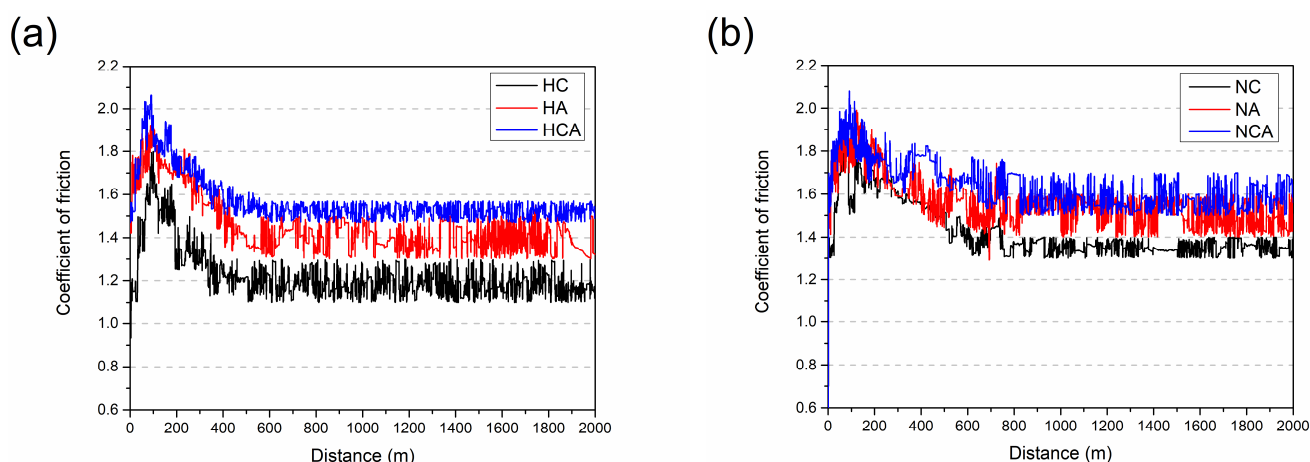 (a)
Coefficient of friction
2.2
2.0
1.8
1.6
1.4
1.2
1.0
0.8
0.6
HC
HA
HCA
0 200 400 600 800 1000 1200 1400 1600 1800 2000
Distance (m)
(b)
Coefficient of friction
2.2
2.0
1.8
1.6
1.4
1.2
1.0
0.8
0.6
NC
NA
NCA
0 200 400 600 800 1000 1200 1400 1600 1800 2000
Distance (m)